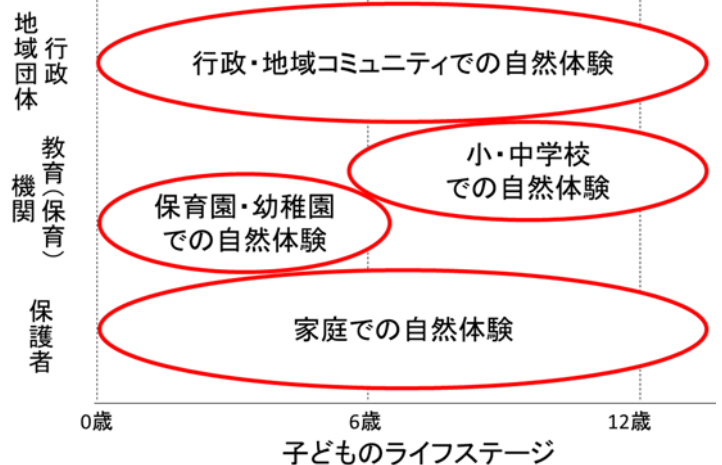 行政
地域団体
行政・地域コミュニティでの自然体験
教育(保育)
機関
小・中学校
での自然体験
保育園・幼稚園
での自然体験
保護者
家庭での自然体験
0歳
6歳
12歳
子どものライフステージ